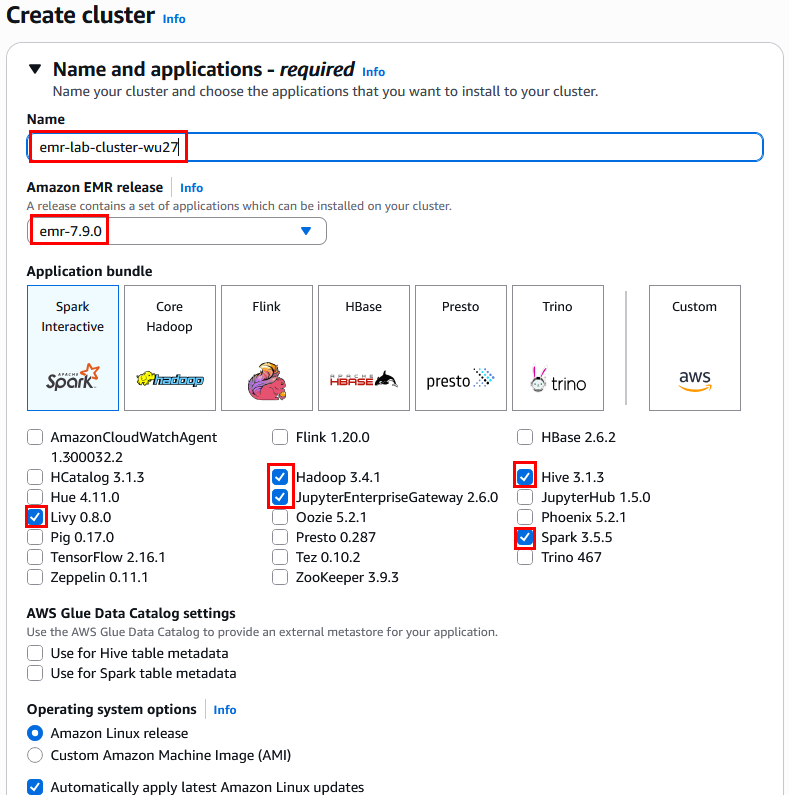 Create cluster Info
Name and applications - required Info
Name your cluster and choose the applications that you want to install to your cluster.
Name
emr-lab-cluster-wu27
Amazon EMR release Info
A release contains a set of applications which can be installed on your cluster.
emr-7.9.0
Application bundle
Spark Interactive
Core Hadoop
Flink
HBase
Presto
Trino
Custom
APACHE Spark
hadoop
APACHE HBASE
presto
trino
aws
AmazonCloudWatchAgent 1.300032.2
Flink 1.20.0
HBase 2.6.2
HCatalog 3.1.3
Hadoop 3.4.1
Hive 3.1.3
Hue 4.11.0
JupyterEnterpriseGateway 2.6.0
JupyterHub 1.5.0
Livy 0.8.0
Oozie 5.2.1
Phoenix 5.2.1
Pig 0.17.0
Presto 0.287
Spark 3.5.5
TensorFlow 2.16.1
Tez 0.10.2
Trino 467
Zeppelin 0.11.1
ZooKeeper 3.9.3
AWS Glue Data Catalog settings
Use the AWS Glue Data Catalog to provide an external metastore for your application.
Use for Hive table metadata
Use for Spark table metadata
Operating system options Info
Amazon Linux release
Custom Amazon Machine Image (AMI)
Automatically apply latest Amazon Linux updates